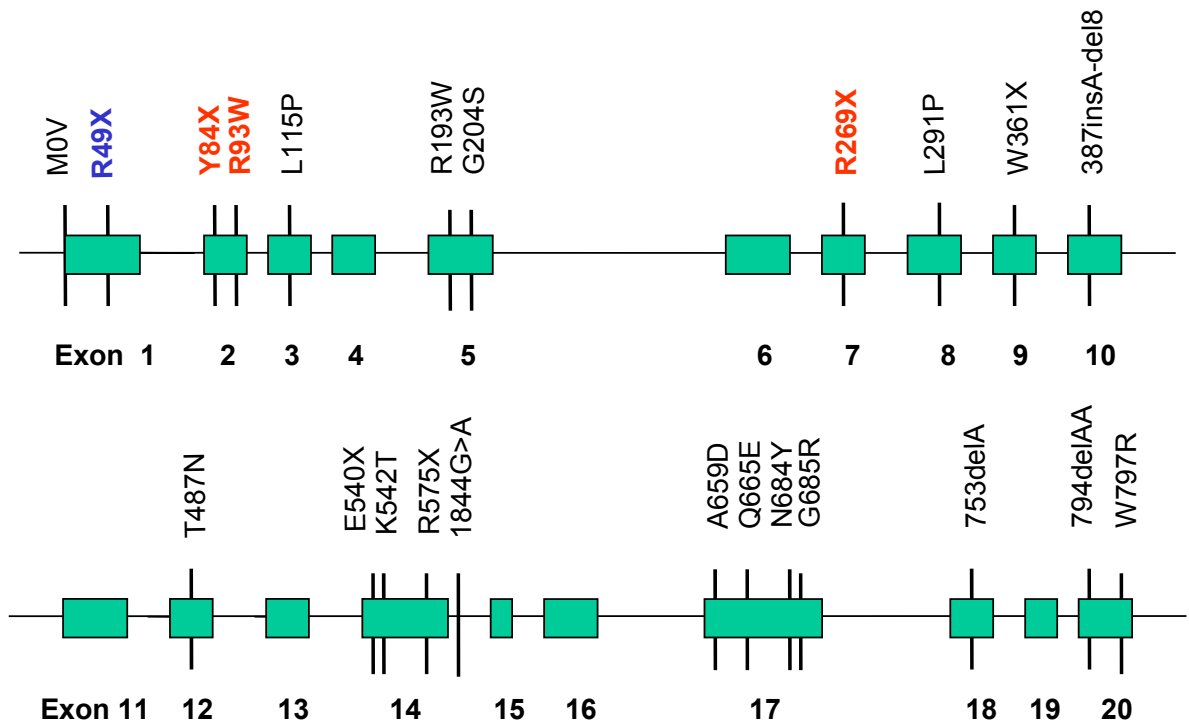 M0V
R49X
Y84X
R93W
L115P
R193W
G204S
R269X
L291P
W361X
387insA-del8
Exon 1 2 3 4 5 6 7 8 9 10
T487N
E540X
K542T
R575X
1844G>A
A659D
Q665E
N684Y
G685R
753delA
794delAA
W797R
Exon 11 12 13 14 15 16 17 18 19 20